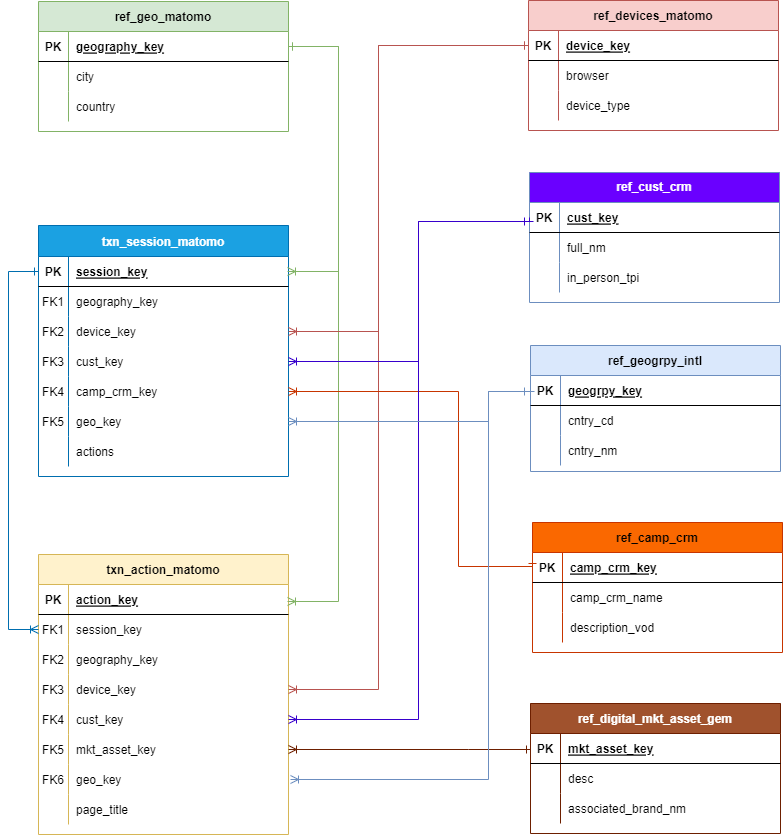 ref_geo_matomo
PK geography_key
city
country
ref_devices_matomo
PK device_key
browser
device_type
ref_cust_crm
PK cust_key
full_nm
in_person_tpi
txn_session_matomo
PK session_key
FK1 geography_key
FK2 device_key
FK3 cust_key
FK4 camp_crm_key
FK5 geo_key
actions
ref_geogrpy_intl
PK geogrpy_key
cntry_cd
cntry_nm
ref_camp_crm
PK camp_crm_key
camp_crm_name
description_vod
txn_action_matomo
PK action_key
FK1 session_key
FK2 geography_key
FK3 device_key
FK4 cust_key
FK5 mkt_asset_key
FK6 geo_key
page_title
ref_digital_mkt_asset_gem
PK mkt_asset_key
desc
associated_brand_nm